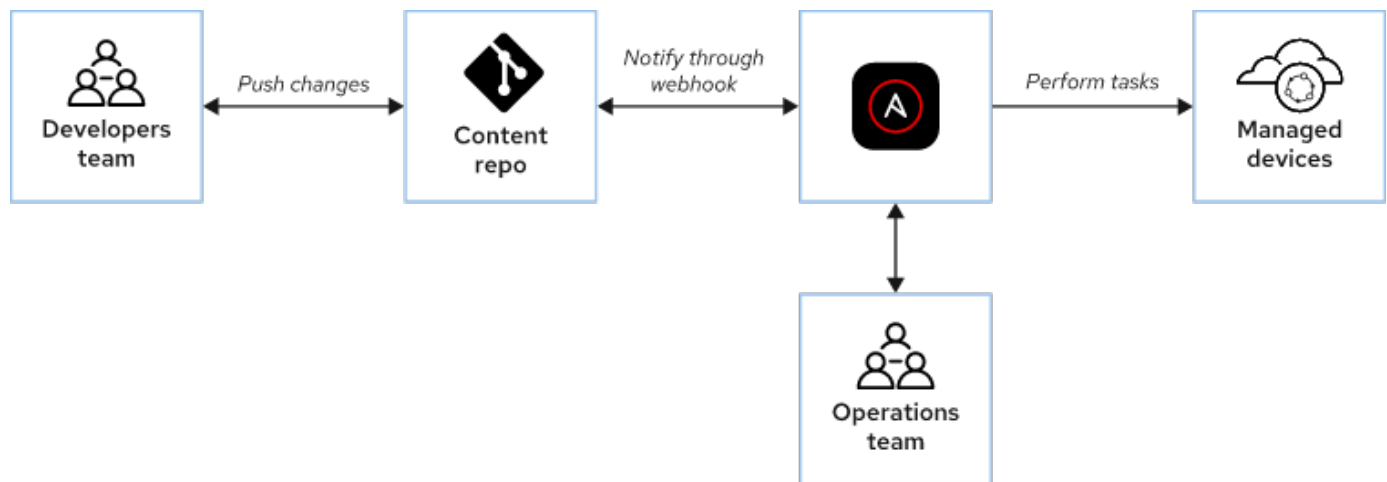 Developers
team
Push changes
Content
repo
Notify through
webhook
Perform tasks
Managed
devices
Operations
team